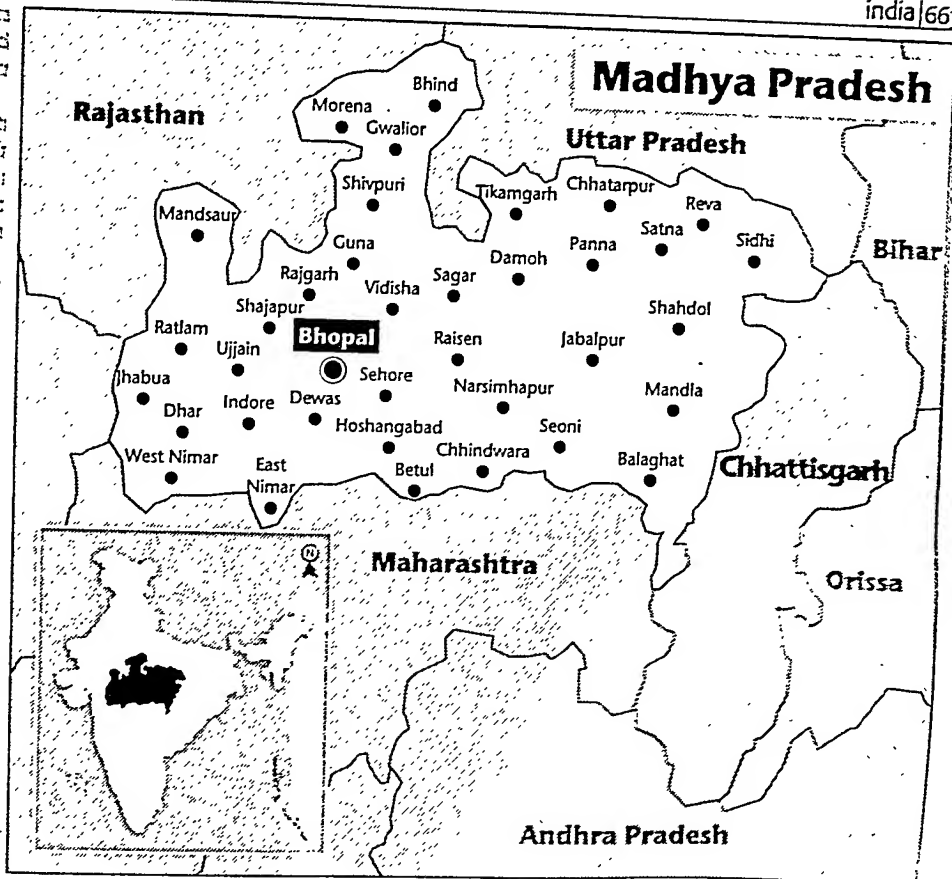 india|66
Madhya Pradesh
Rajasthan
Bhind
Morena
Gwalior
Uttar Pradesh
Shivpuri
Tikamgarh
Chhatarpur
Reva
Mandsaur
Satna
Sidhi
Bihar
Guna
Panna
Damoh
Rajgarh
Vidisha
Sagar
Shajapur
Shahdol
Ratlam
Bhopal
Raisen
Jabalpur
Ujjain
Jhabua
Sehore
Narsimhapur
Mandla
Dhar
Indore
Dewas
Hoshangabad
Seoni
West Nimar
East
Nimar
Betul
Chhindwara
Balaghat
Chhattisgarh
N
Maharashtra
Orissa
Andhra Pradesh